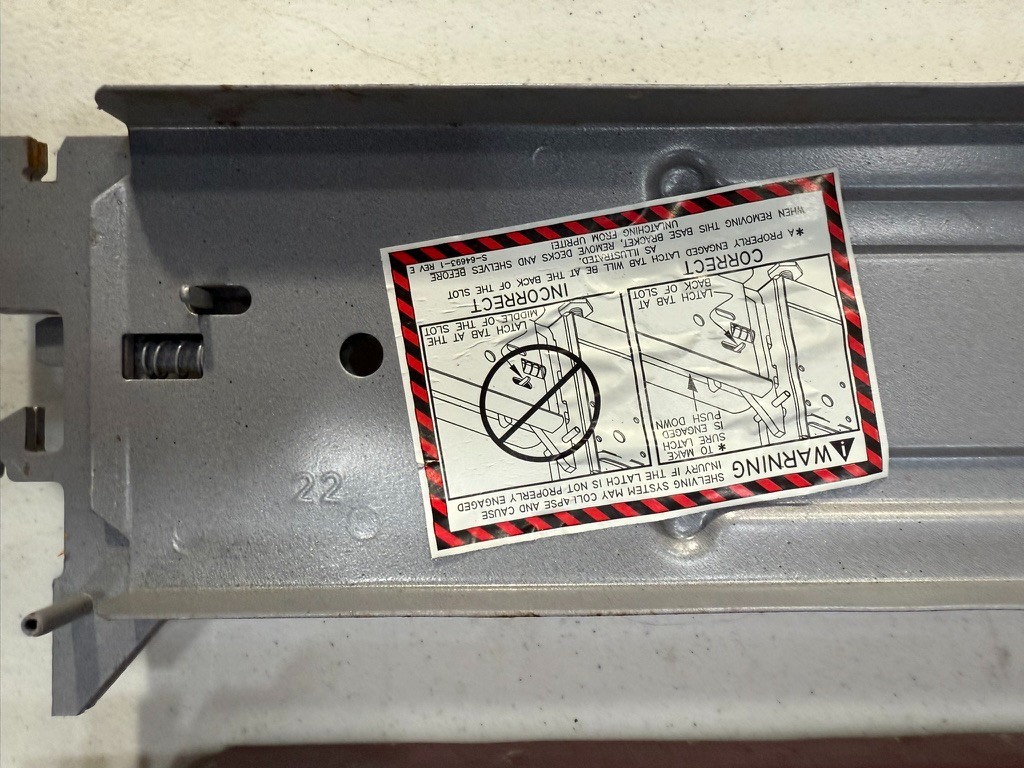 WARNING
SHELVING SYSTEM MAY COLLAPSE AND CAUSE
INJURY IF THE LATCH IS NOT PROPERLY ENGAGED
* TO MAKE
SURE LATCH
IS ENGAGED
PUSH DOWN
LATCH TAB AT
BACK OF SLOT
CORRECT
LATCH TAB AT THE
MIDDLE OF THE SLOT
INCORRECT
* A PROPERLY ENGAGED LATCH TAB WILL BE AT THE BACK OF THE SLOT
AS ILLUSTRATED.
WHEN REMOVING THIS BASE BRACKET, REMOVE DECKS AND SHELVES BEFORE
UNLATCHING FROM UPRITE!
S-64693-1 REV E
22